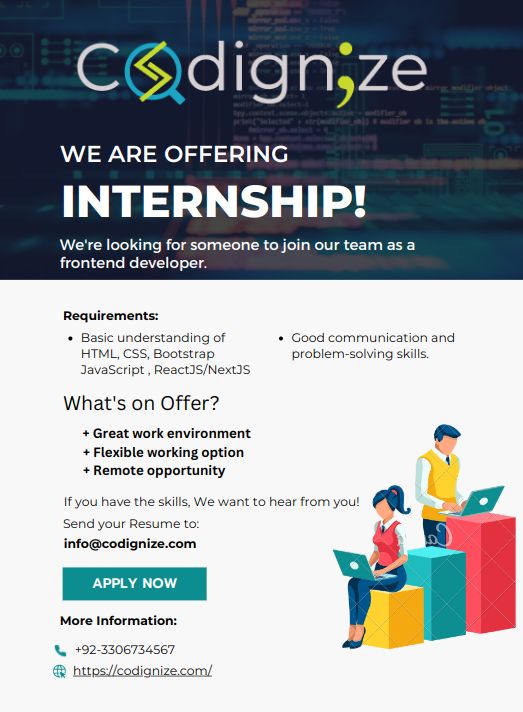 Codignize
WE ARE OFFERING
INTERNSHIP!
We're looking for someone to join our team as a
frontend developer.
Requirements:
• Basic understanding of
HTML, CSS, Bootstrap
JavaScript , ReactJS/NextJS
• Good communication and
problem-solving skills.
What's on Offer?
+ Great work environment
+ Flexible working option
+ Remote opportunity
If you have the skills, We want to hear from you!
Send your Resume to:
info@codignize.com
APPLY NOW
More Information:
+92-3306734567
https://codignize.com/